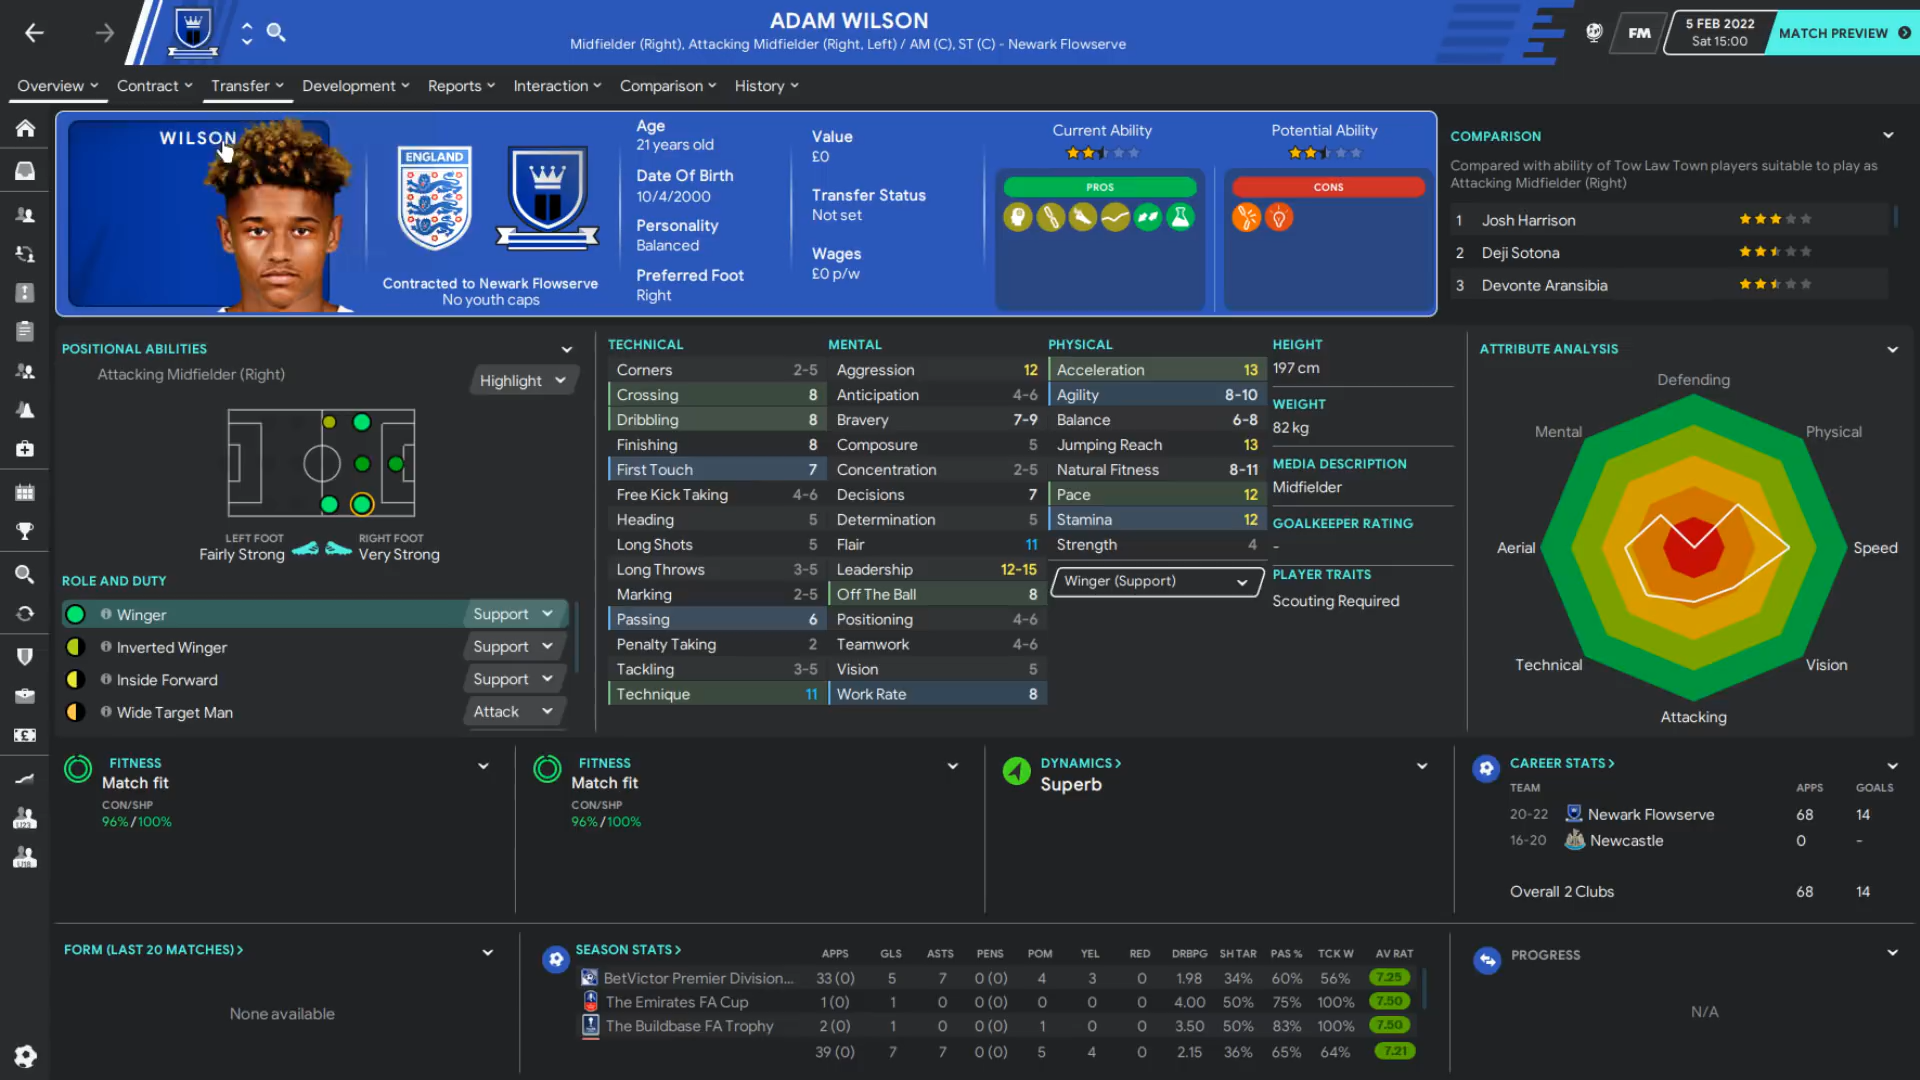 ADAM WILSON
Midfielder (Right), Attacking Midfielder (Right, Left) / AM (C), ST (C) - Newark Flowserve
FM
5 FEB 2022
Sat 15:00
MATCH PREVIEW
Overview Contract Transfer Development Reports Interaction Comparison History
WILSON
ENGLAND
Contracted to Newark Flowserve
No youth caps
Age
21 years old
Date Of Birth
10/4/2000
Personality
Balanced
Preferred Foot
Right
Value
£0
Transfer Status
Not set
Wages
£0 p/w
Current Ability
PROS
Potential Ability
CONS
COMPARISON
Compared with ability of Tow Law Town players suitable to play as
Attacking Midfielder (Right)
1 Josh Harrison
2 Deji Sotona
3 Devonte Aransibia
POSITIONAL ABILITIES
Attacking Midfielder (Right)
Highlight
LEFT FOOT
Fairly Strong
RIGHT FOOT
Very Strong
ROLE AND DUTY
Winger Support
Inverted Winger Support
Inside Forward Support
Wide Target Man Attack
TECHNICAL
Corners 2-5
Crossing 8
Dribbling 8
Finishing 8
First Touch 7
Free Kick Taking 4-6
Heading 5
Long Shots 5
Long Throws 3-5
Marking 2-5
Passing 6
Penalty Taking 2
Tackling 3-5
Technique 11
MENTAL
Aggression 12
Anticipation 4-6
Bravery 7-9
Composure 5
Concentration 2-5
Decisions 7
Determination 5
Flair 11
Leadership 12-15
Off The Ball 8
Positioning 4-6
Teamwork 4-6
Vision 5
Work Rate 8
PHYSICAL
Acceleration 13
Agility 8-10
Balance 6-8
Jumping Reach 13
Natural Fitness 8-11
Pace 12
Stamina 12
Strength 4
Winger (Support)
HEIGHT
197 cm
WEIGHT
82 kg
MEDIA DESCRIPTION
Midfielder
GOALKEEPER RATING
-
PLAYER TRAITS
Scouting Required
ATTRIBUTE ANALYSIS
Defending
Mental Physical
Aerial Speed
Technical Vision
Attacking
FITNESS
Match fit
CON/SHP
96%/100%
FITNESS
Match fit
CON/SHP
96%/100%
DYNAMICS>
Superb
CAREER STATS>
TEAM APPS GOALS
20-22 Newark Flowserve 68 14
16-20 Newcastle 0 -
Overall 2 Clubs 68 14
U23
U18
FORM (LAST 20 MATCHES)>
None available
SEASON STATS> APPS GLS ASTS PENS POM YEL RED DRBPG SH TAR PAS % TCK W AV RAT
BetVictor Premier Division... 33 (0) 5 7 0 (0) 4 3 0 1.98 34% 60% 56% 7.25
The Emirates FA Cup 1 (0) 1 0 0 (0) 0 0 0 4.00 50% 75% 100% 7.50
The Buildbase FA Trophy 2 (0) 1 0 0 (0) 1 0 0 3.50 50% 83% 100% 7.50
39 (0) 7 7 0 (0) 5 4 0 2.15 36% 65% 64% 7.21
PROGRESS
N/A